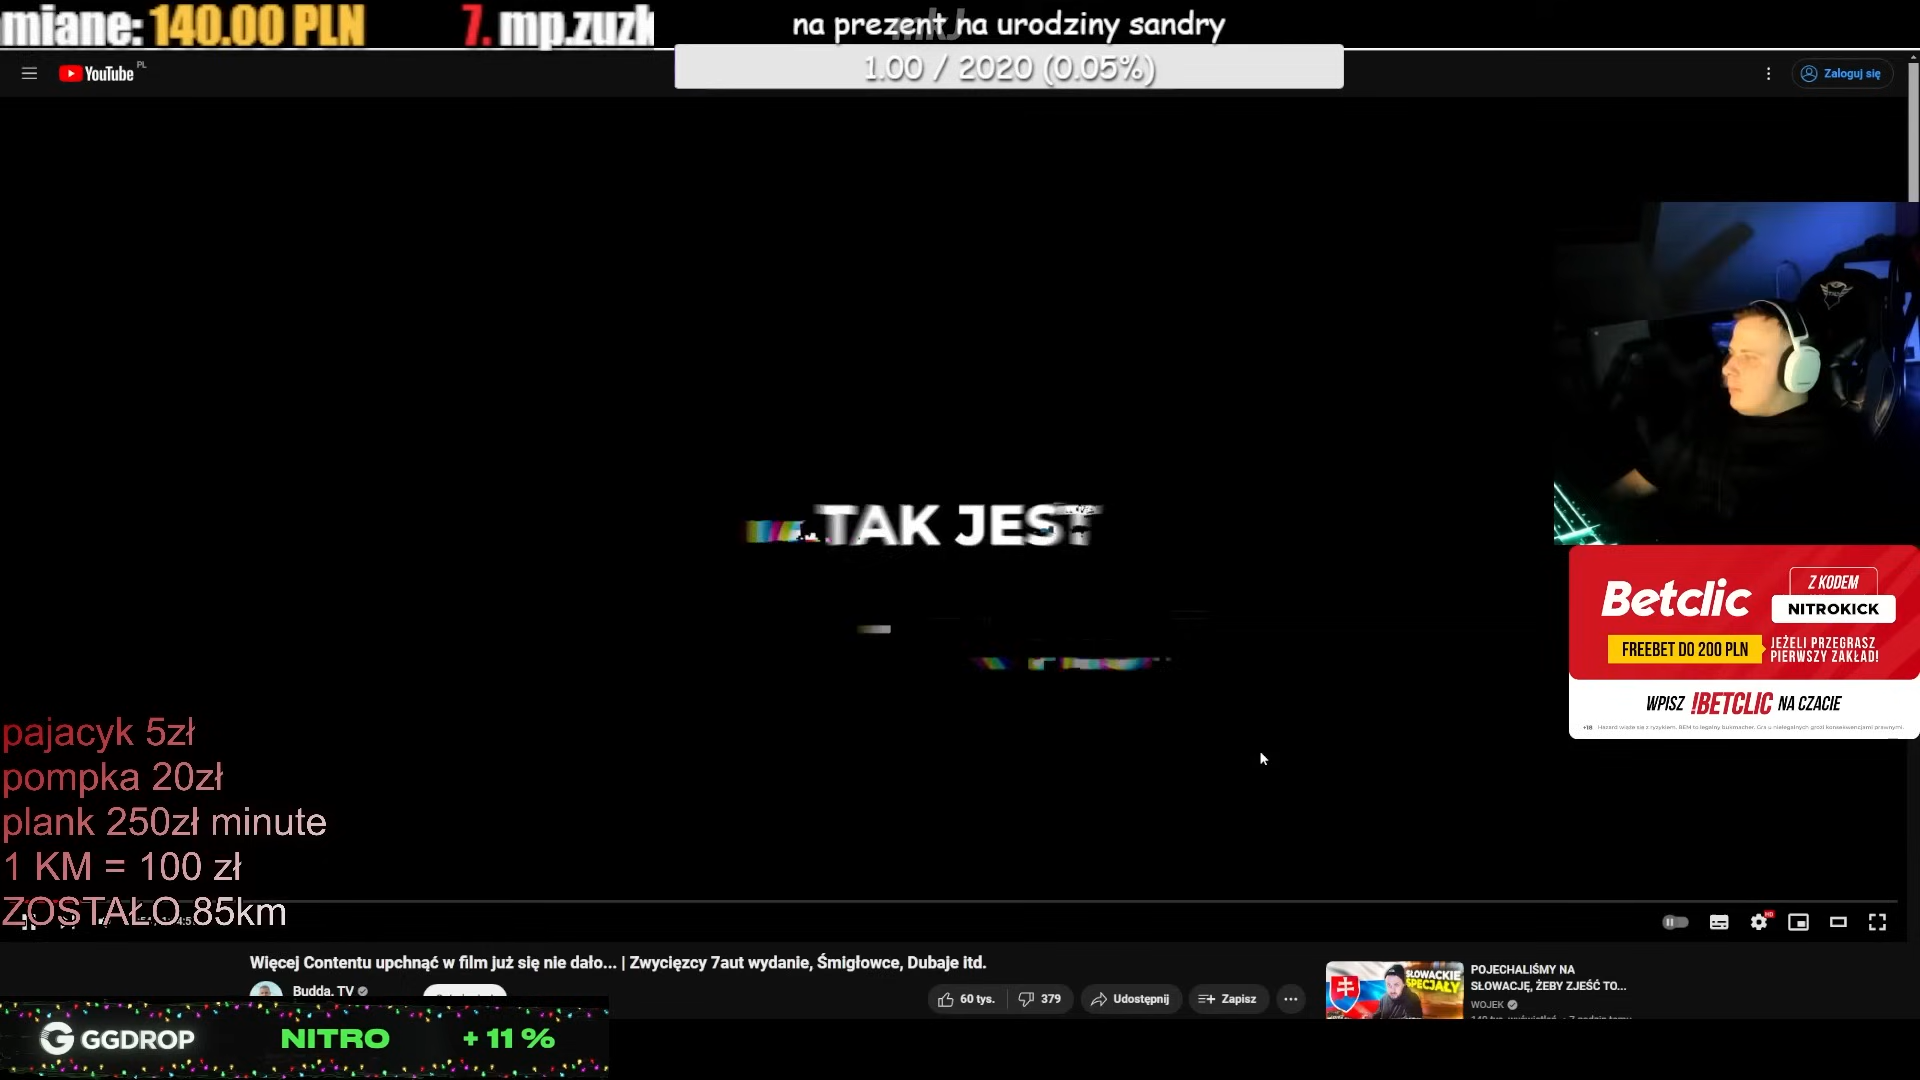 miane: 140.00 PLN 7. mp.zuzk
na prezent na urodziny sandry
1.00 / 2020 (0.05%)
YouTube PL
Zaloguj się
TAK JEST
Betclic
Z KODEM
NITROKICK
FREEBET DO 200 PLN
JEŻELI PRZEGRASZ
PIERWSZY ZAKŁAD!
WPISZ !BETCLIC NA CZACIE
pajacyk 5zł
pompka 20zł
plank 250zł minute
1 KM = 100 zł
ZOSTAŁO 85km
Więcej Contentu upchnąć w film już się nie dało... | Zwycięzcy 7aut wydanie, Śmigłowce, Dubaje itd.
Budda. TV
60 tys.
379
Udostępnij
Zapisz
SŁOWACKIE
SPECJAŁY
POJECHALIŚMY NA
SŁOWACJĘ, ŻEBY ZJEŚĆ TO...
WOJEK
GGDROP
NITRO
+ 11 %